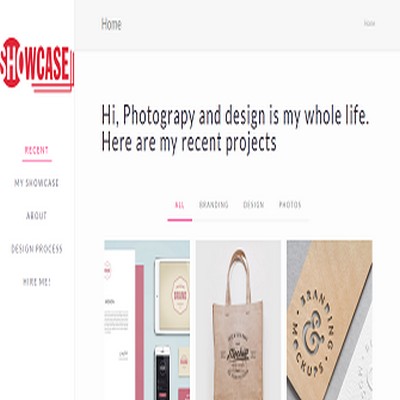 SHOWCASE
Home
Home
RECENT
MY SHOWCASE
ABOUT
DESIGN PROCESS
HIRE ME!
Hi, Photograpy and design is my whole life.
Here are my recent projects
ALL BRANDING DESIGN PHOTOS
Mockup
BRANDING
&
MOCKUPS